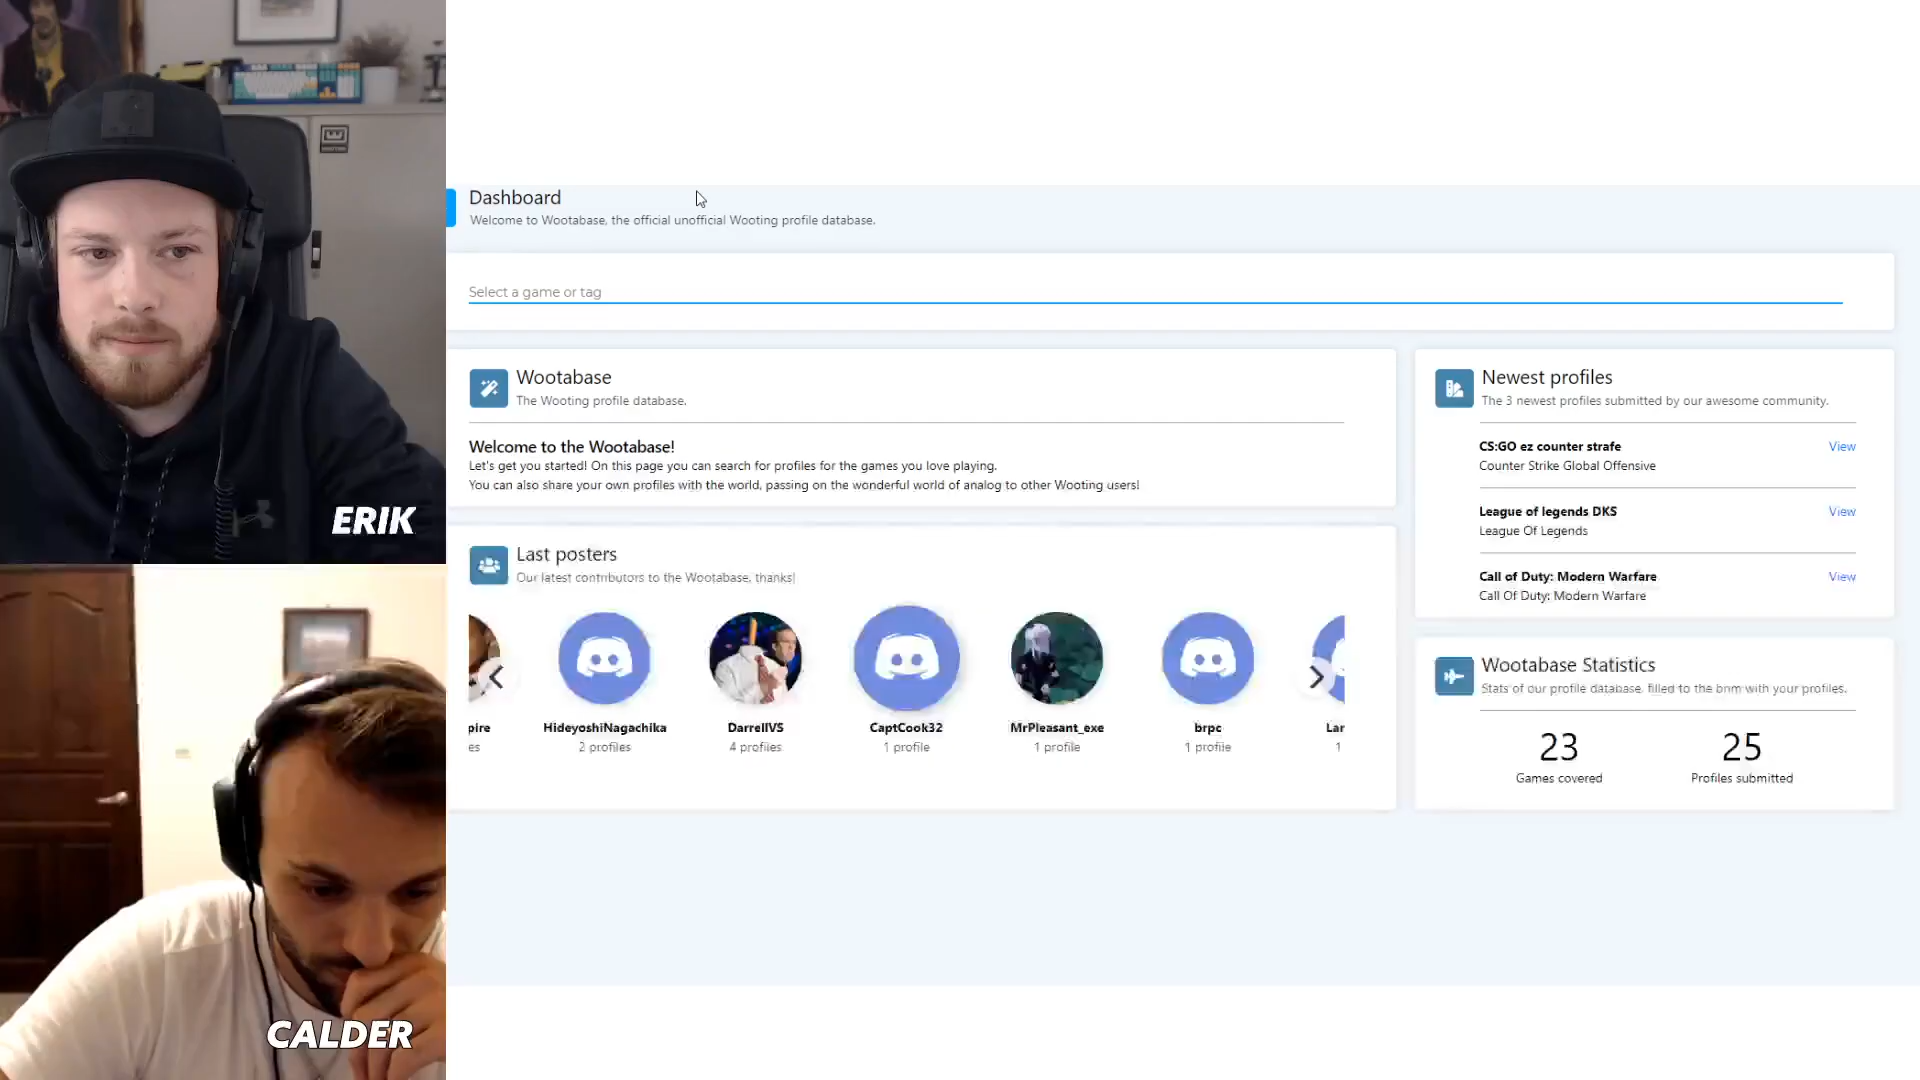 ERIK
CALDER
Dashboard
Welcome to Wootabase, the official unofficial Wooting profile database.
Select a game or tag
Wootabase
The Wooting profile database.
Welcome to the Wootabase!
Let's get you started! On this page you can search for profiles for the games you love playing.
You can also share your own profiles with the world, passing on the wonderful world of analog to other Wooting users!
Last posters
Our latest contributors to the Wootabase, thanks!
pire
es
HideyoshiNagachika
2 profiles
DarrellVS
4 profiles
CaptCook32
1 profile
MrPleasant_exe
1 profile
brpc
1 profile
Lar
1
Newest profiles
The 3 newest profiles submitted by our awesome community.
CS:GO ez counter strafe
View
Counter Strike Global Offensive
League of legends DKS
View
League Of Legends
Call of Duty: Modern Warfare
View
Call Of Duty: Modern Warfare
Wootabase Statistics
Stats of our profile database, filled to the brim with your profiles.
23
Games covered
25
Profiles submitted